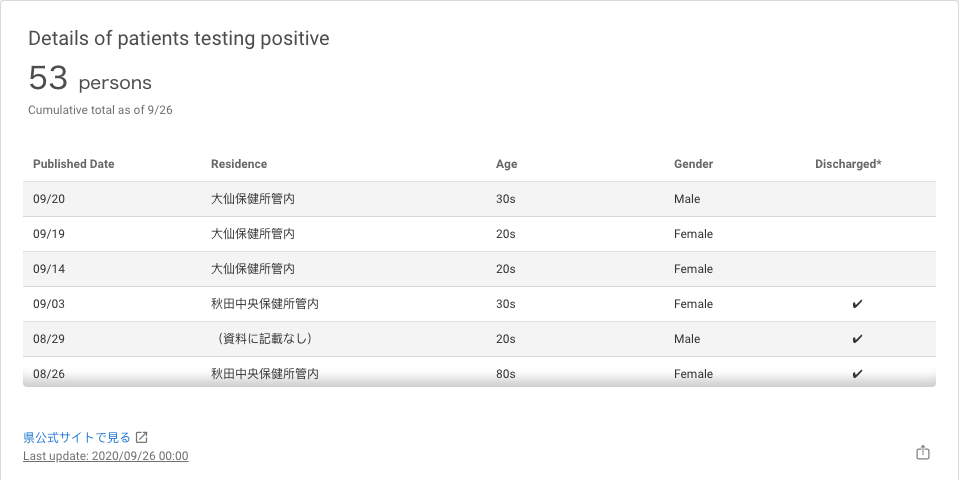 Details of patients testing positive
53 persons
Cumulative total as of 9/26
Published Date Residence Age Gender Discharged*
09/20 大仙保健所管内 30s Male
09/19 大仙保健所管内 20s Female
09/14 大仙保健所管内 20s Female
09/03 秋田中央保健所管内 30s Female ✔
08/29 （資料に記載なし） 20s Male ✔
08/26 秋田中央保健所管内 80s Female ✔
県公式サイトで見る
Last update: 2020/09/26 00:00